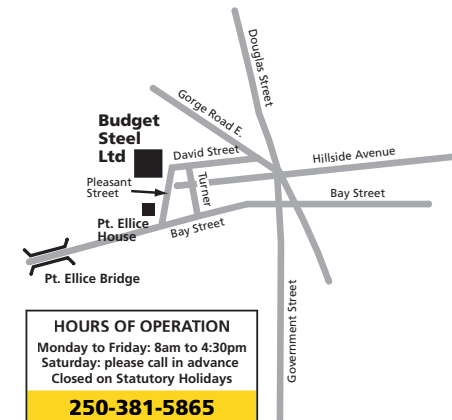 Douglas Street
Gorge Road E.
Budget
Steel
Ltd
David Street
Hillside Avenue
Pleasant
Street
Turner
Bay Street
Pt. Ellice
House
Bay Street
Pt. Ellice Bridge
Government Street
HOURS OF OPERATION
Monday to Friday: 8am to 4:30pm
Saturday: please call in advance
Closed on Statutory Holidays
250-381-5865